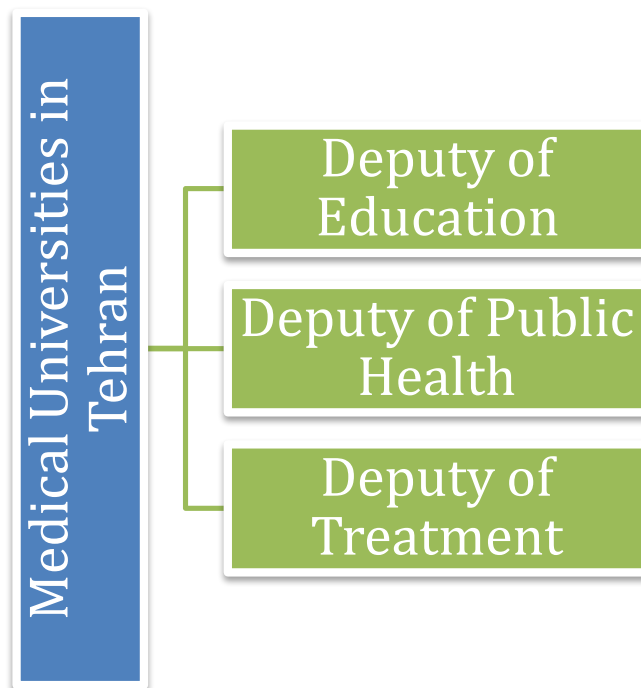 Medical Universities in
Tehran
Deputy of
Education
Deputy of Public
Health
Deputy of
Treatment